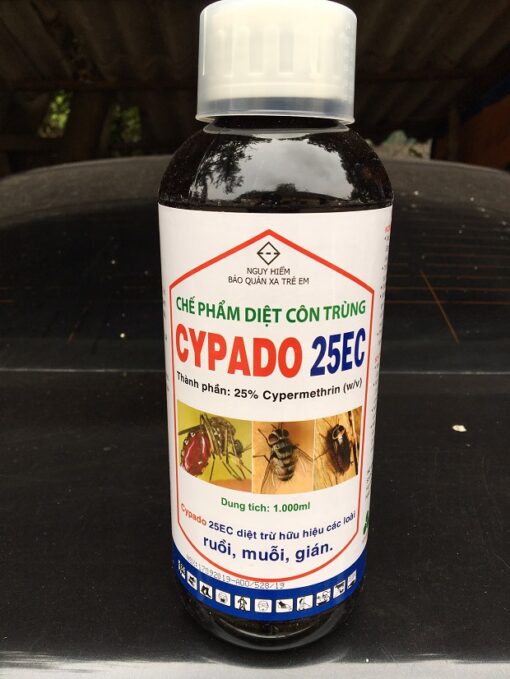 NGUY HIỂM
BẢO QUẢN XA TRẺ EM
CHẾ PHẨM DIỆT CÔN TRÙNG
CYPADO 25EC
Thành phần: 25% Cypermethrin (w/v)
Dung tích: 1.000ml
Cypado 25EC diệt trừ hữu hiệu các loài
ruồi, muỗi, gián.